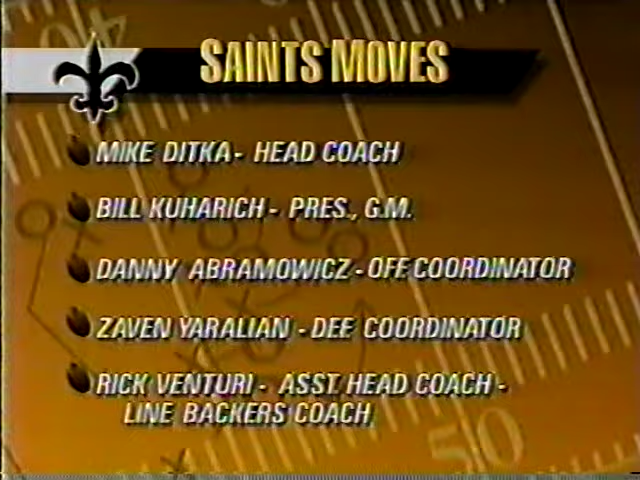 SAINTS MOVES
MIKE DITKA - HEAD COACH
BILL KUHARICH - PRES., G.M.
DANNY ABRAMOWICZ - OFF. COORDINATOR
ZAVEN YARALIAN - DEF. COORDINATOR
RICK VENTURI - ASST. HEAD COACH -
LINE BACKERS COACH
50